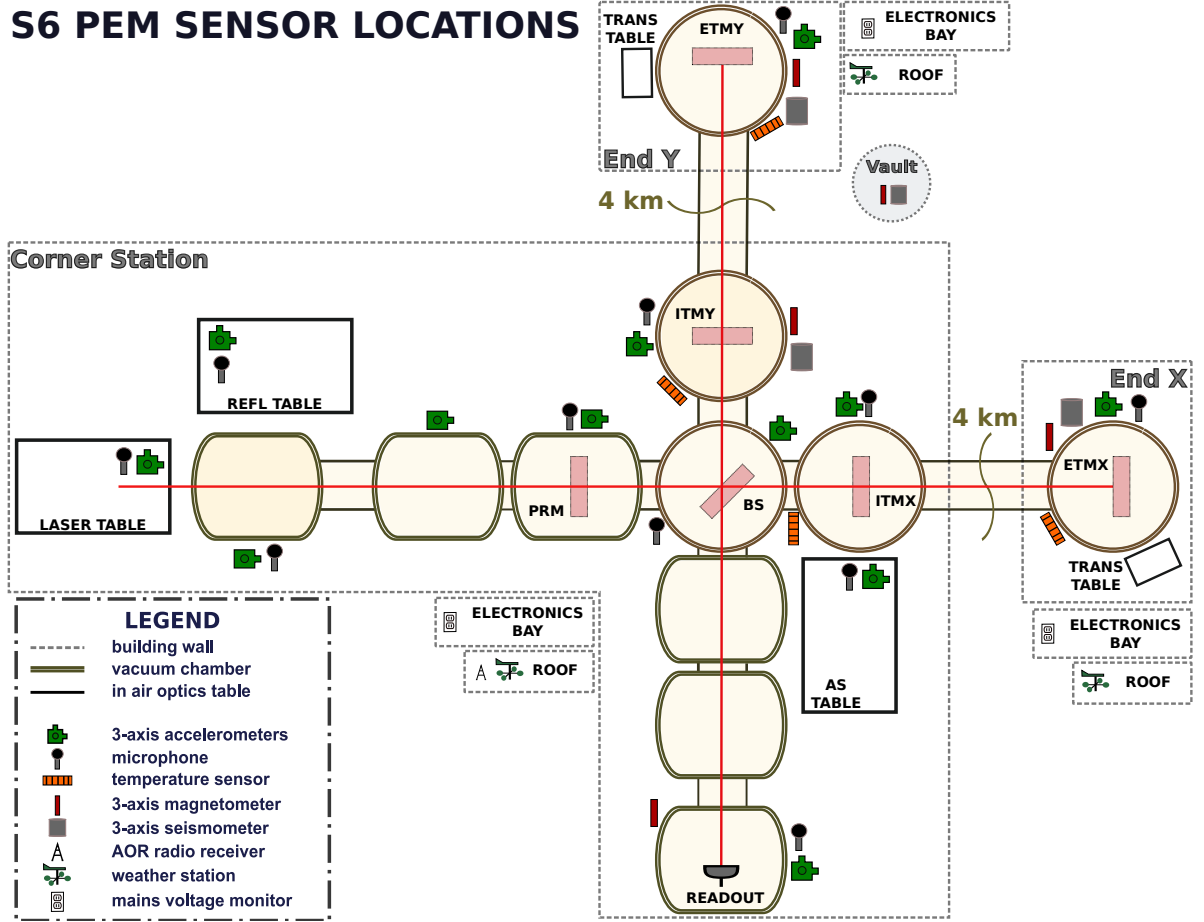 S6 PEM SENSOR LOCATIONS
TRANS
TABLE
ETMY
ELECTRONICS
BAY
ROOF
End Y
Vault
4 km
Corner Station
ITMY
REFL TABLE
End X
4 km
LASER TABLE
PRM
BS
ITMX
ETMX
TRANS
TABLE
ELECTRONICS
BAY
ROOF
ELECTRONICS
BAY
ROOF
AS
TABLE
READOUT
LEGEND
building wall
vacuum chamber
in air optics table
3-axis accelerometers
microphone
temperature sensor
3-axis magnetometer
3-axis seismometer
AOR radio receiver
weather station
mains voltage monitor